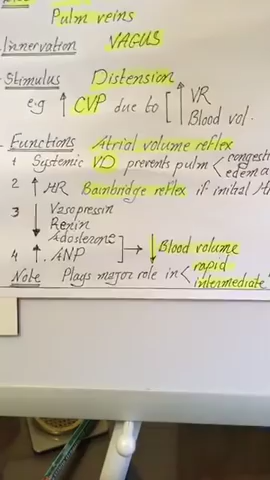 Pulm veins
Innervation VAGUS
- Stimulus Distension
e.g ↑ CVP due to [ ↑ VR
Blood vol.
- Functions Atrial volume reflex
1 Systemic VD prevents pulm < congesti
edema
2 ↑ HR Bainbridge reflex if initial H
3 ↓ Vasopressin
Renin
Adosterone
4 ↑ . ANP ] → ↓ Blood volume
Note Plays major role in < rapid
intermediate